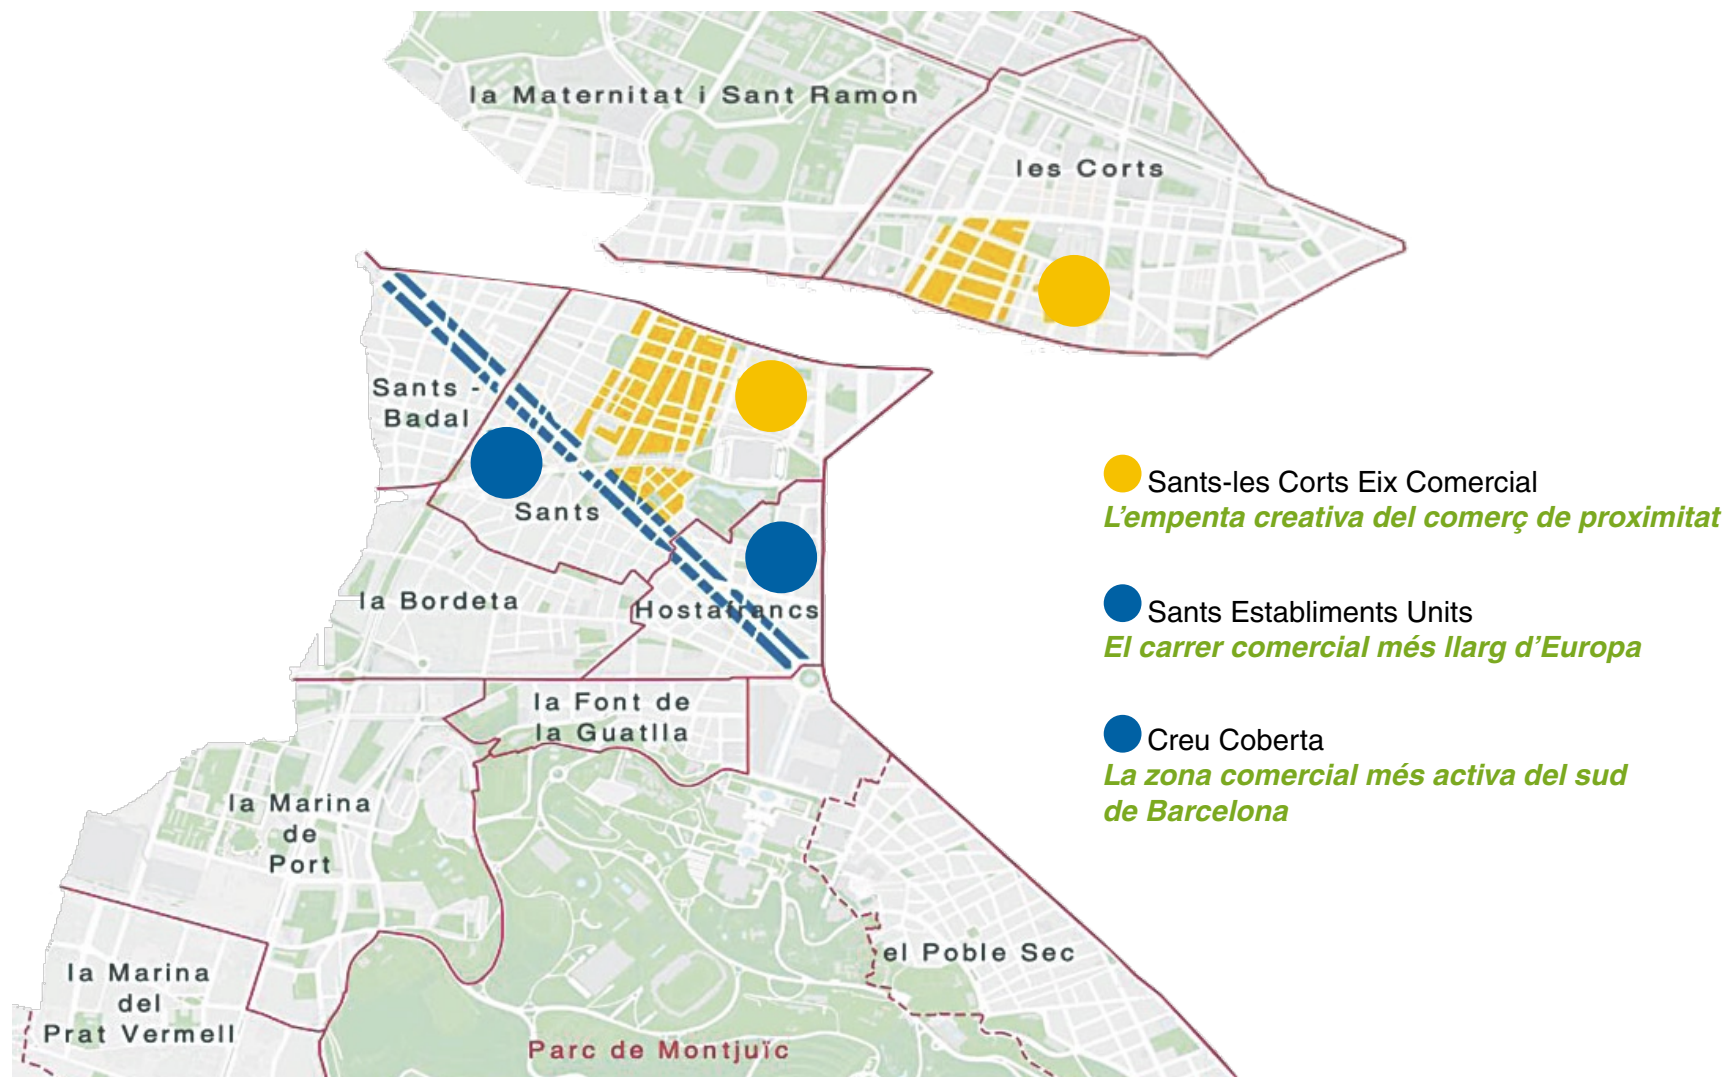 la Maternitat i Sant Ramon
les Corts
Sants -
Badal
Sants
la Bordeta
Hostafrancs
la Font de
la Guatlla
la Marina
de
Port
la Marina
del
Prat Vermell
el Poble Sec
Parc de Montjuïc
Sants-les Corts Eix Comercial
L’empenta creativa del comerç de proximitat
Sants Establiments Units
El carrer comercial més llarg d’Europa
Creu Coberta
La zona comercial més activa del sud
de Barcelona